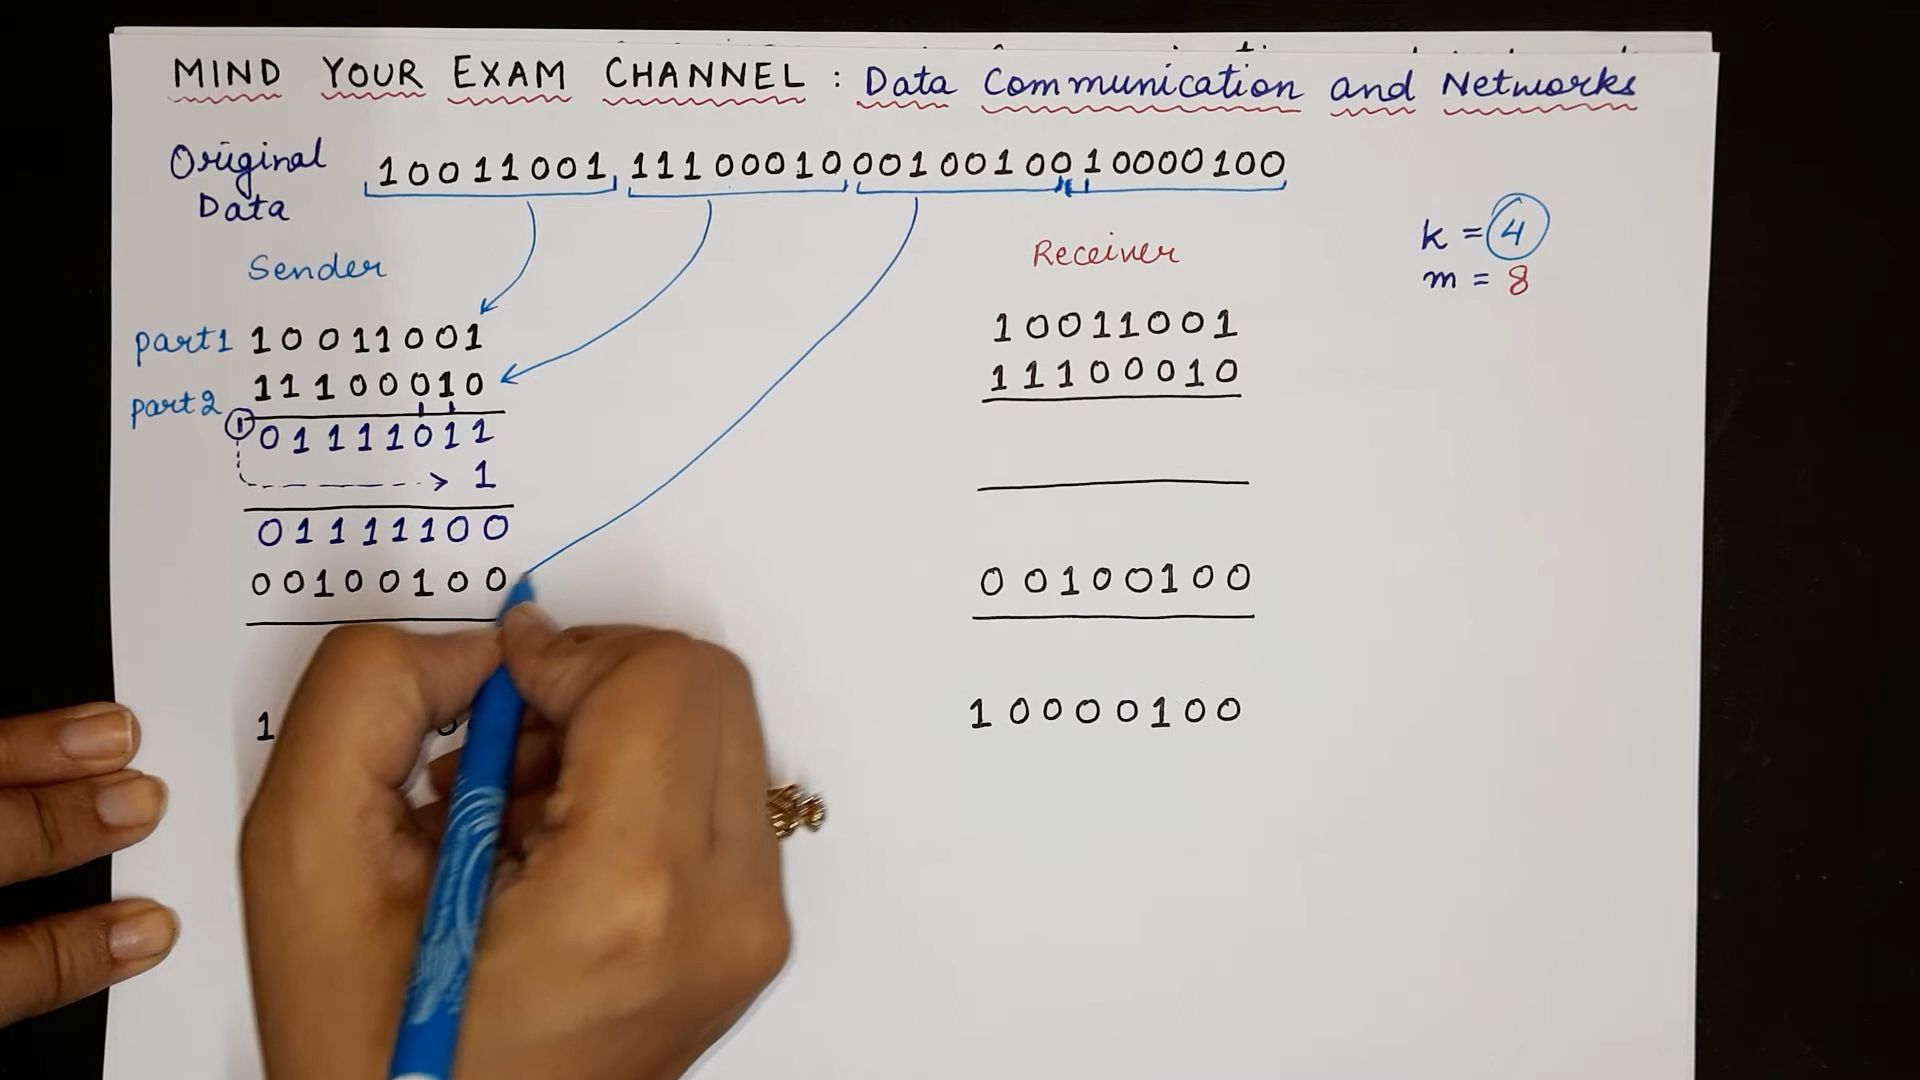 MIND YOUR EXAM CHANNEL : Data Communication and Networks
Original Data 10011001 11100010 00100100 10000100
k = 4
m = 8
Sender
part1 10011001
part2 11100010
1 01111011
1
01111100
00100100
1
Receiver
10011001
11100010
00100100
10000100